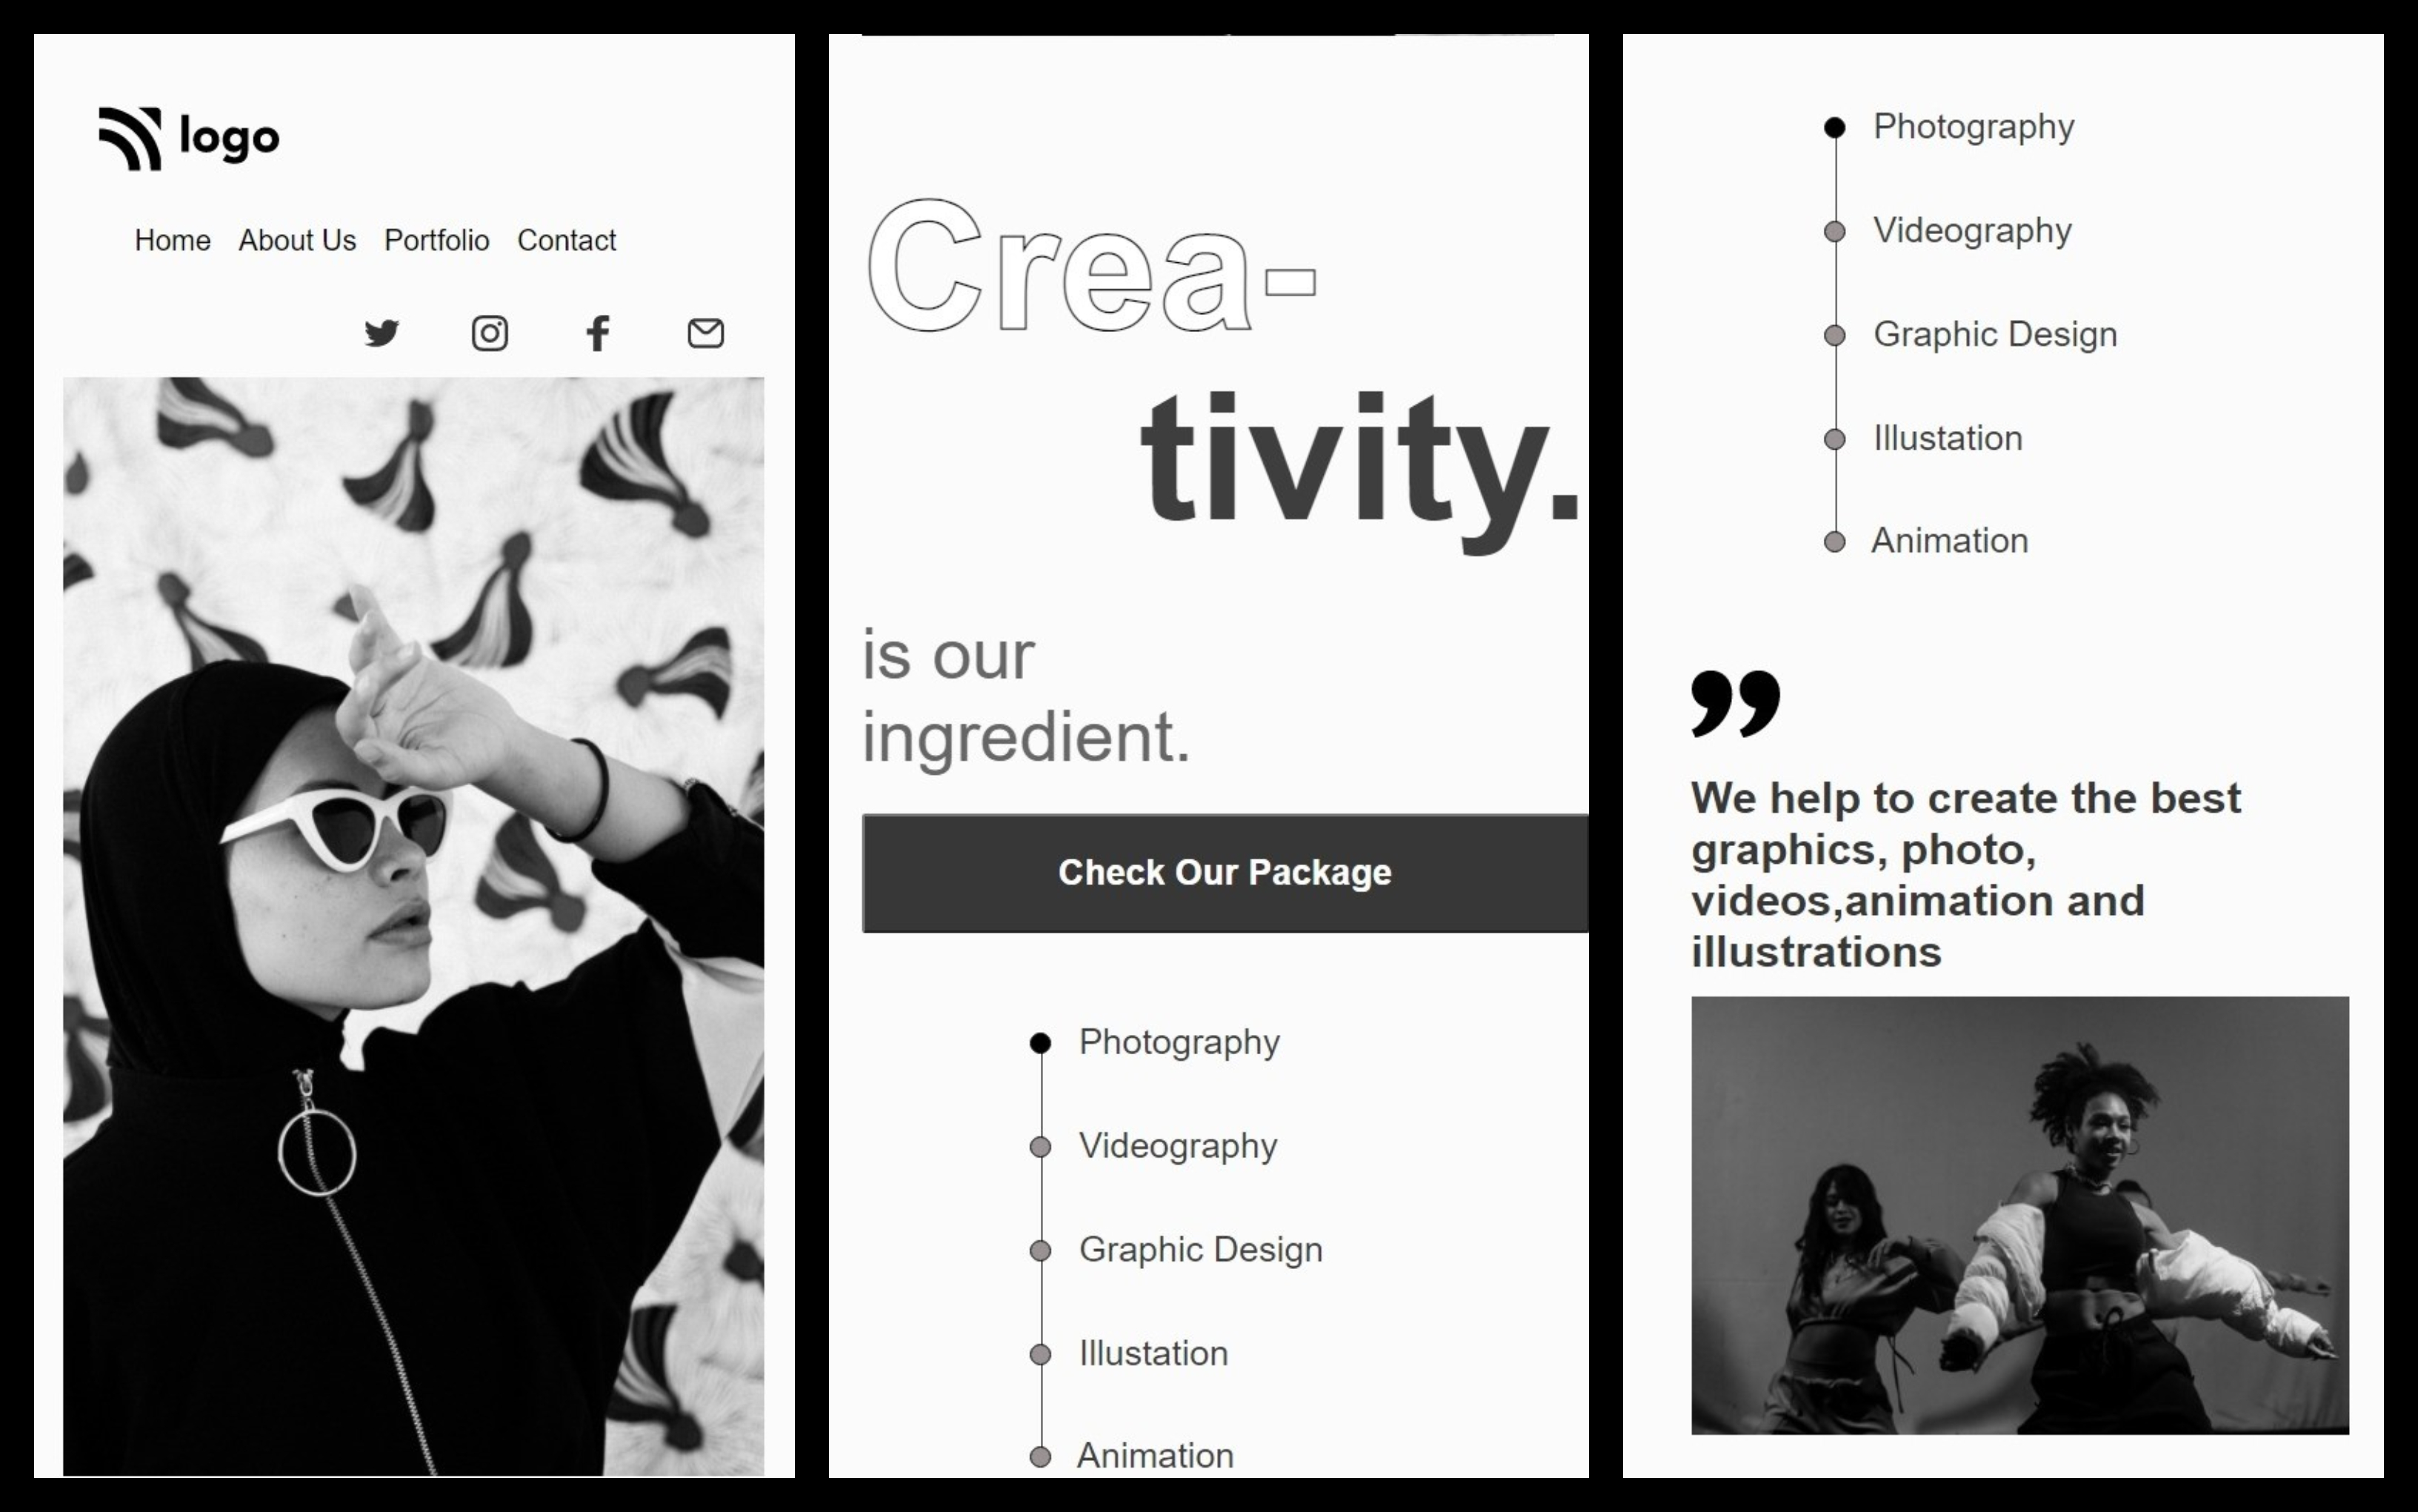 logo
Home About Us Portfolio Contact
Crea-
tivity.
is our
ingredient.
Check Our Package
Photography
Videography
Graphic Design
Illustation
Animation
Photography
Videography
Graphic Design
Illustation
Animation
”
We help to create the best
graphics, photo,
videos,animation and
illustrations